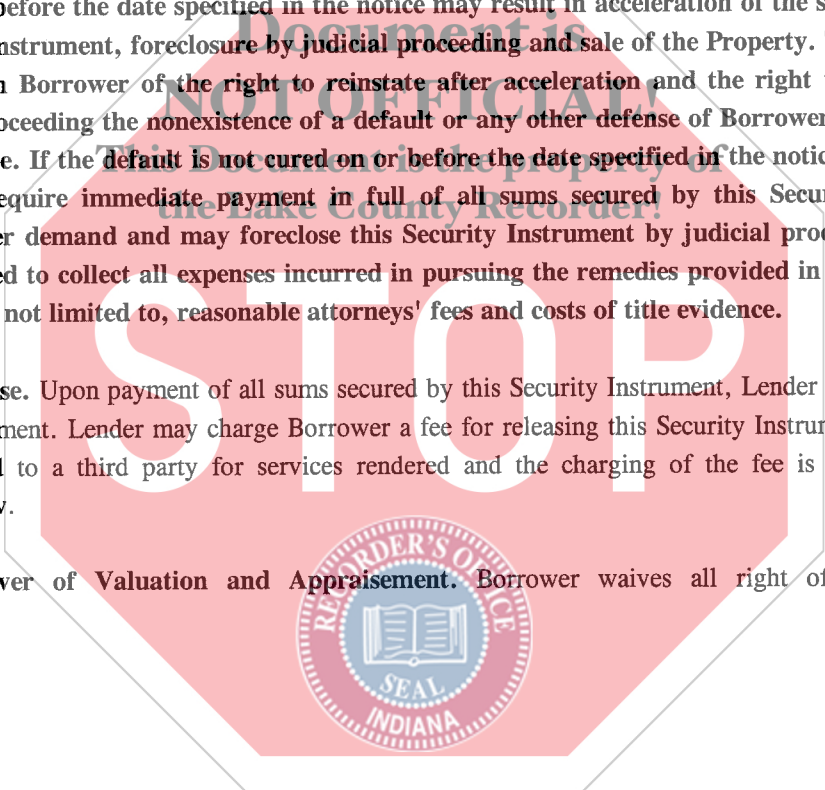 before the date specified in the notice may result in acceleration of the s
Document is
nstrument, foreclosure by judicial proceeding and sale of the Property.
Borrower of the right to reinstate after acceleration and the right
NOT OFFICIAL!
oceeding the nonexistence of a default or any other defense of Borrower
This Document is the property of
e. If the default is not cured on or before the date specified in the notic
equire immediate payment in full of all sums secured by this Secu
the Lake County Recorder!
er demand and may foreclose this Security Instrument by judicial pro
ed to collect all expenses incurred in pursuing the remedies provided in
not limited to, reasonable attorneys' fees and costs of title evidence.
STOP
se. Upon payment of all sums secured by this Security Instrument, Lender
ment. Lender may charge Borrower a fee for releasing this Security Instrum
to a third party for services rendered and the charging of the fee is
ver of Valuation and Appraisement. Borrower waives all right of
RECORDER'S OFFICE
SEAL
INDIANA